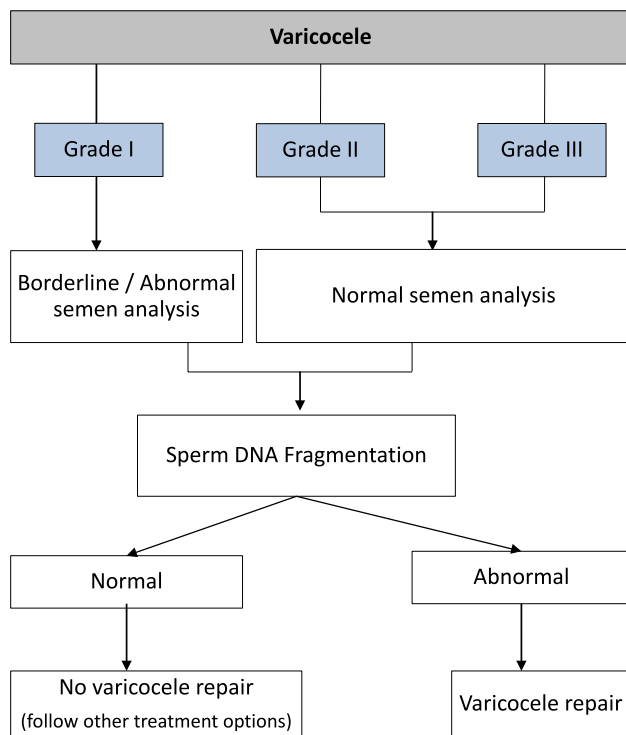 Varicocele
Grade I
Grade II
Grade III
Borderline / Abnormal
semen analysis
Normal semen analysis
Sperm DNA Fragmentation
Normal
Abnormal
No varicocele repair
(follow other treatment options)
Varicocele repair